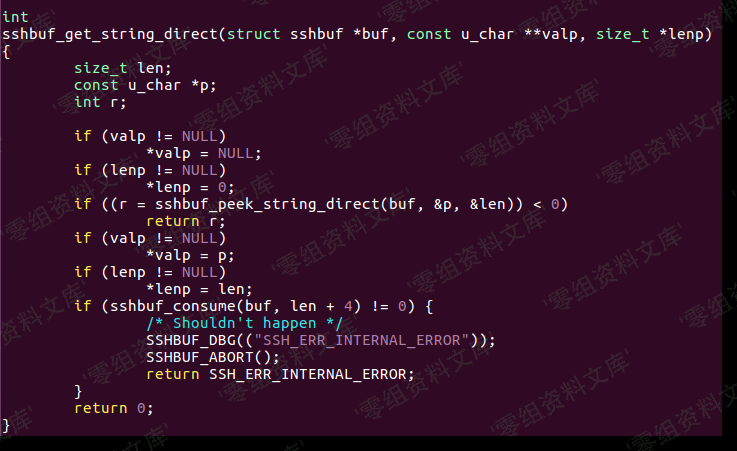 int
sshbuf_get_string_direct(struct sshbuf *buf, const u_char **valp, size_t *lenp)
{
        size_t len;
        const u_char *p;
        int r;

        if (valp != NULL)
                *valp = NULL;
        if (lenp != NULL)
                *lenp = 0;
        if ((r = sshbuf_peek_string_direct(buf, &p, &len)) < 0)
                return r;
        if (valp != NULL)
                *valp = p;
        if (lenp != NULL)
                *lenp = len;
        if (sshbuf_consume(buf, len + 4) != 0) {
                /* Shouldn't happen */
                SSHBUF_DBG(("SSH_ERR_INTERNAL_ERROR"));
                SSHBUF_ABORT();
                return SSH_ERR_INTERNAL_ERROR;
        }
        return 0;
}
'零组资料文库'